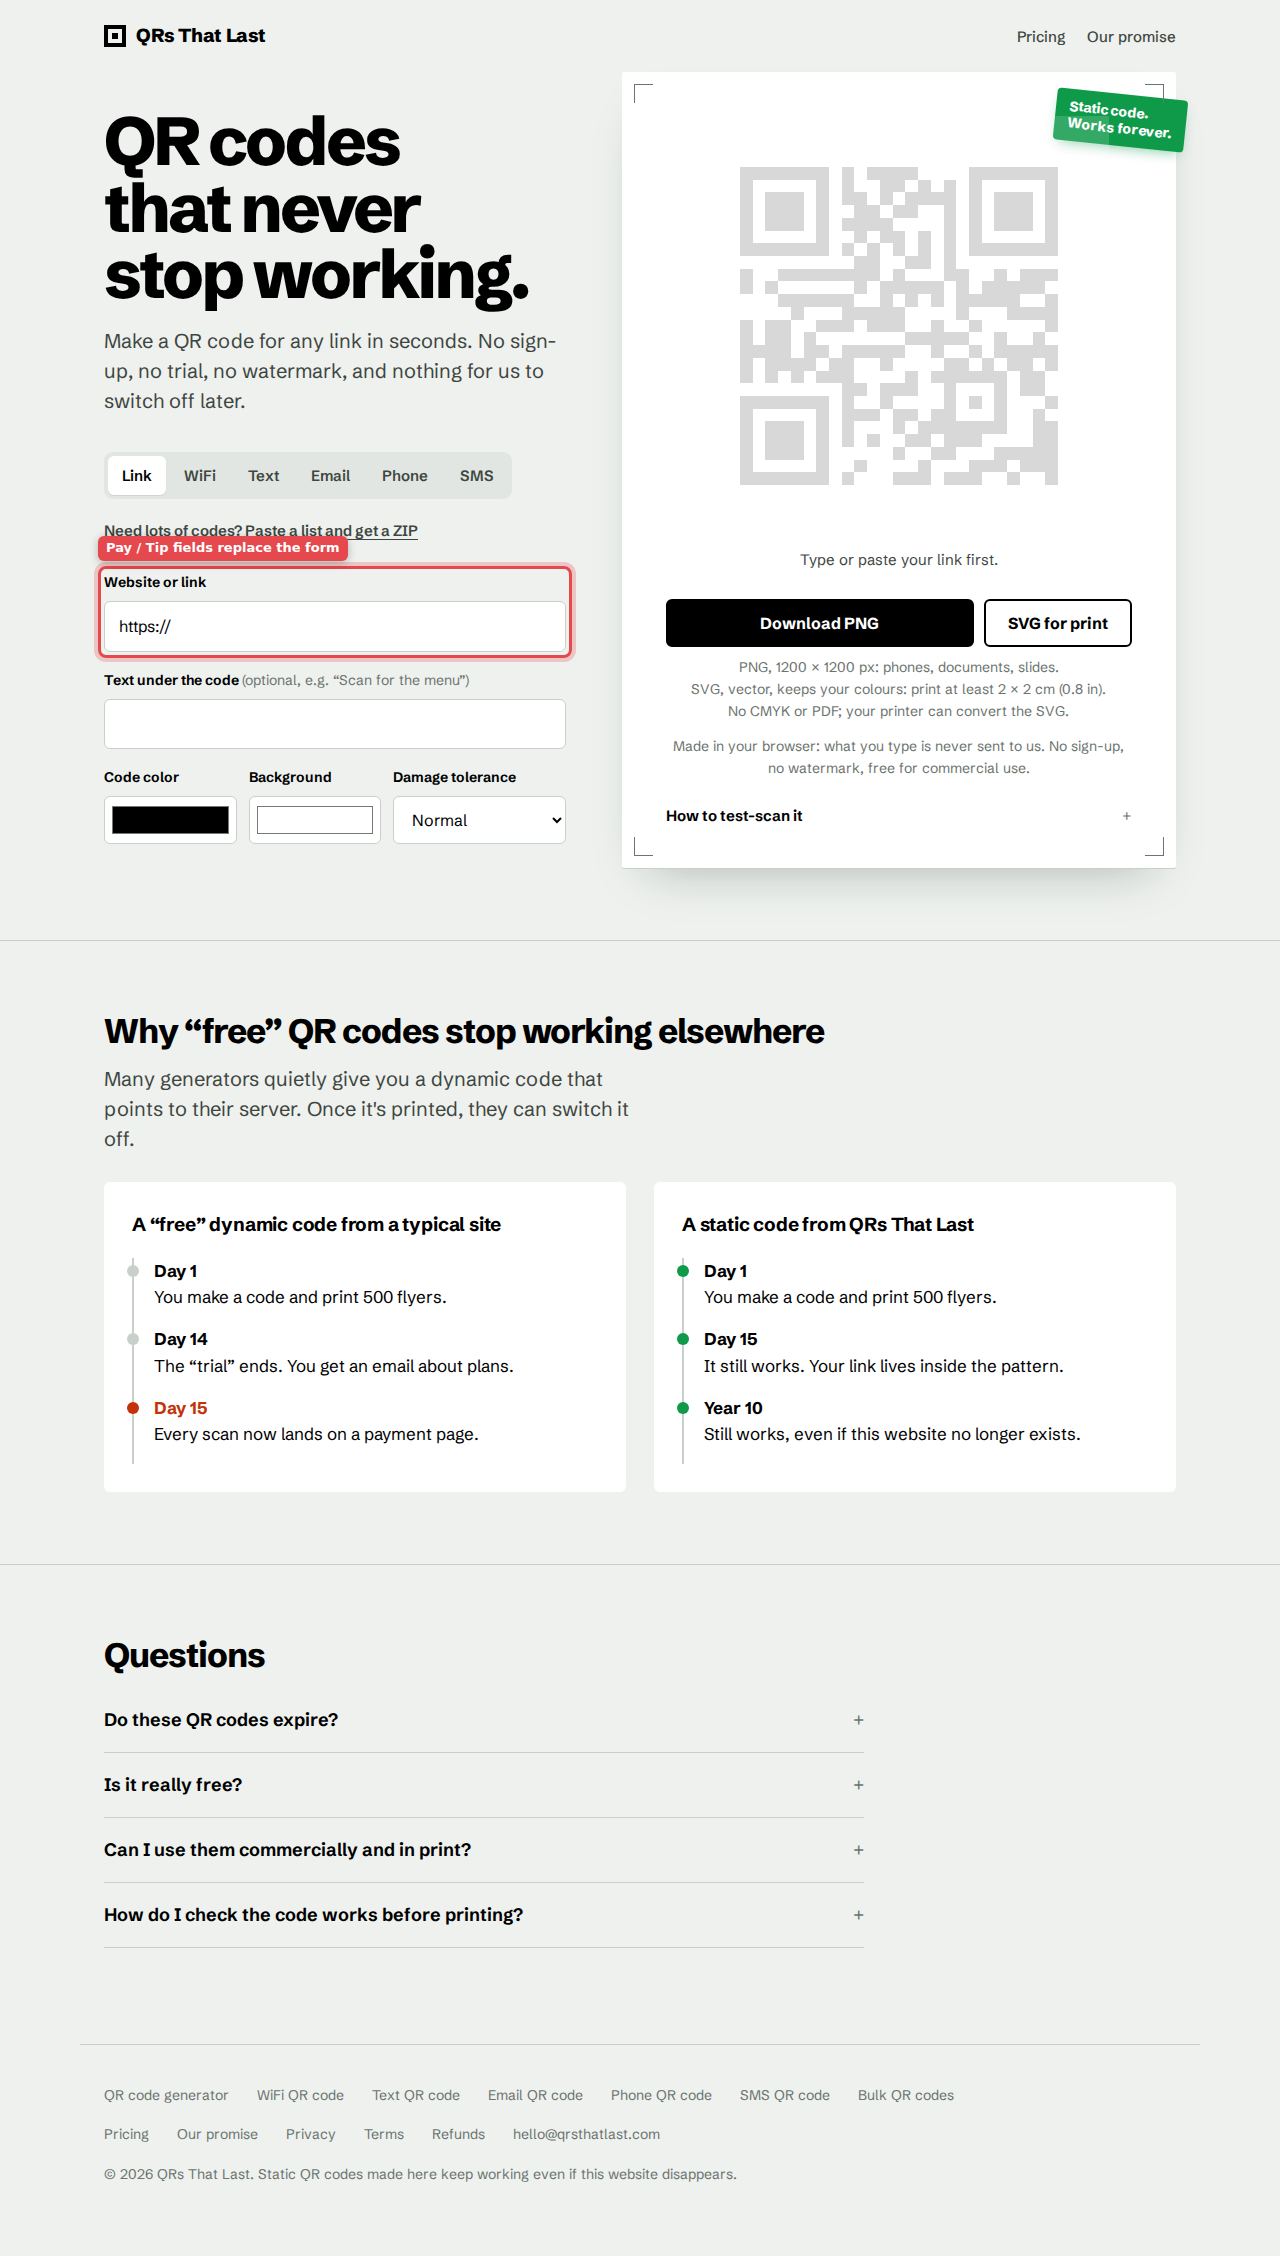 QRs That Last
Pricing
Our promise
QR codes
that never
stop working.
Make a QR code for any link in seconds. No sign-
up, no trial, no watermark, and nothing for us to
switch off later.
Link
WiFi
Text
Email
Phone
SMS
Need lots of codes? Paste a list and get a ZIP
Pay / Tip fields replace the form
Website or link
https://
Text under the code (optional, e.g. “Scan for the menu”)
Code color
Background
Damage tolerance
Normal
Static code.
Works forever.
Type or paste your link first.
Download PNG
SVG for print
PNG, 1200 × 1200 px: phones, documents, slides.
SVG, vector, keeps your colours: print at least 2 × 2 cm (0.8 in).
No CMYK or PDF; your printer can convert the SVG.
Made in your browser: what you type is never sent to us. No sign-up,
no watermark, free for commercial use.
How to test-scan it
+
Why “free” QR codes stop working elsewhere
Many generators quietly give you a dynamic code that
points to their server. Once it's printed, they can switch it
off.
A “free” dynamic code from a typical site
Day 1
You make a code and print 500 flyers.
Day 14
The “trial” ends. You get an email about plans.
Day 15
Every scan now lands on a payment page.
A static code from QRs That Last
Day 1
You make a code and print 500 flyers.
Day 15
It still works. Your link lives inside the pattern.
Year 10
Still works, even if this website no longer exists.
Questions
Do these QR codes expire?
+
Is it really free?
+
Can I use them commercially and in print?
+
How do I check the code works before printing?
+
QR code generator
WiFi QR code
Text QR code
Email QR code
Phone QR code
SMS QR code
Bulk QR codes
Pricing
Our promise
Privacy
Terms
Refunds
hello@qrsthatlast.com
© 2026 QRs That Last. Static QR codes made here keep working even if this website disappears.